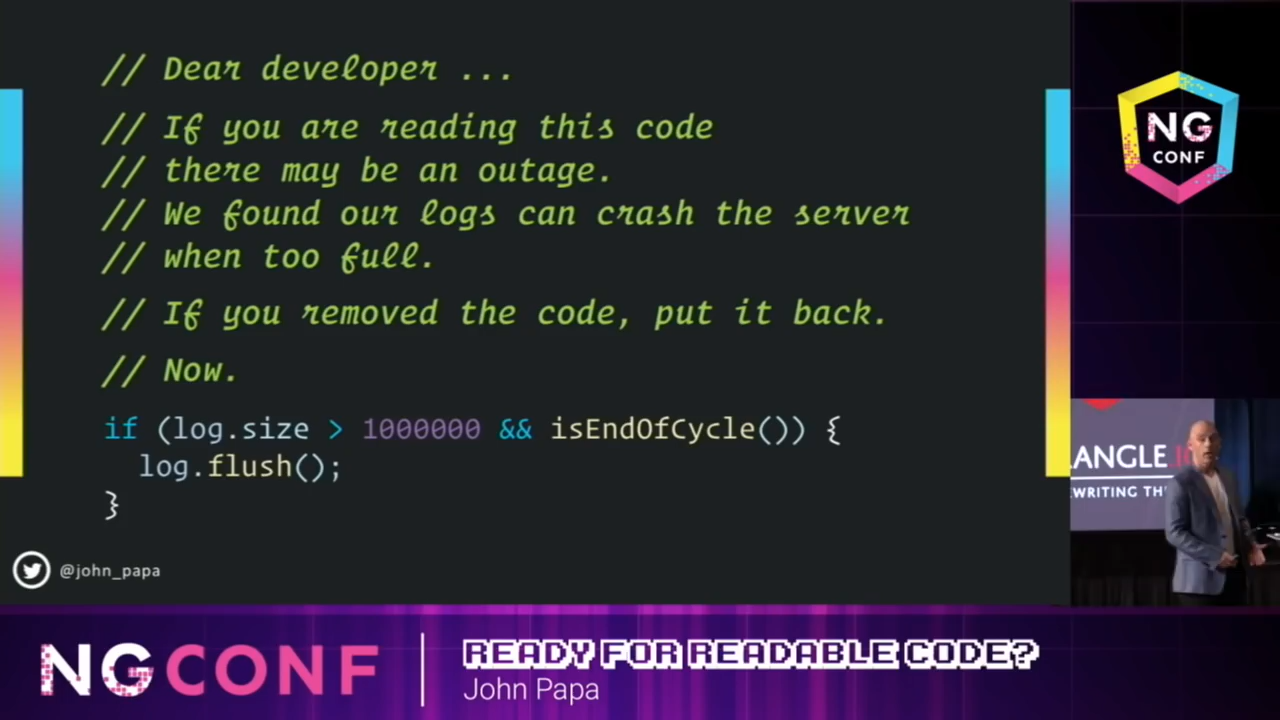 // Dear developer ...
// If you are reading this code
// there may be an outage.
// We found our logs can crash the server
// when too full.
// If you removed the code, put it back.
// Now.
if (log.size > 1000000 && isEndOfCycle()) {
  log.flush();
}
@john_papa
NG
CONF
ANGLE
WRITING TH
NGCONF
READY FOR READABLE CODE?
John Papa